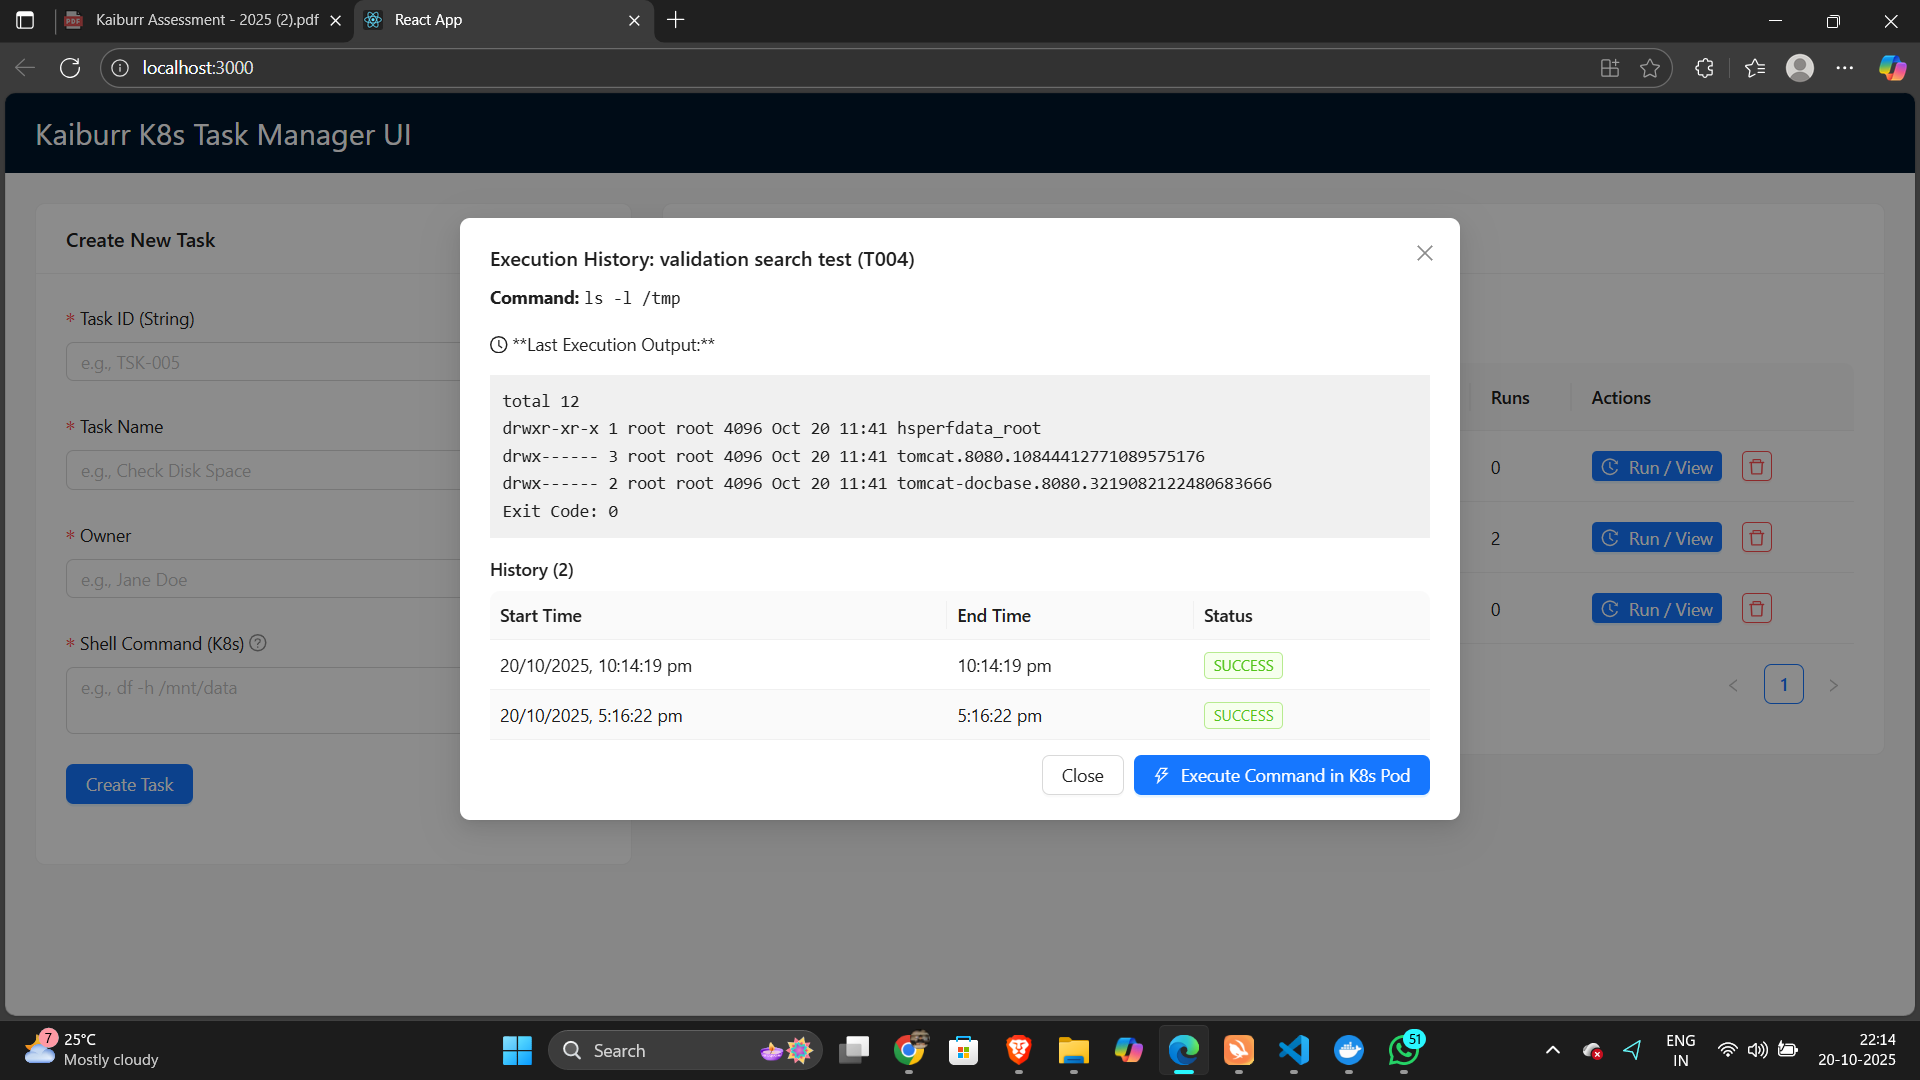 Kaiburr Assessment - 2025 (2).pdf
React App
localhost:3000
Kaiburr K8s Task Manager UI
Create New Task
* Task ID (String)
e.g., TSK-005
* Task Name
e.g., Check Disk Space
* Owner
e.g., Jane Doe
* Shell Command (K8s)
e.g., df -h /mnt/data
Create Task
Execution History: validation search test (T004)
Command: ls -l /tmp
**Last Execution Output:**
total 12
drwxr-xr-x 1 root root 4096 Oct 20 11:41 hsperfdata_root
drwx------ 3 root root 4096 Oct 20 11:41 tomcat.8080.10844412771089575176
drwx------ 2 root root 4096 Oct 20 11:41 tomcat-docbase.8080.3219082122480683666
Exit Code: 0
History (2)
Start Time End Time Status
20/10/2025, 10:14:19 pm 10:14:19 pm SUCCESS
20/10/2025, 5:16:22 pm 5:16:22 pm SUCCESS
Close
Execute Command in K8s Pod
Runs Actions
0 Run / View
2 Run / View
0 Run / View
1
7
25°C
Mostly cloudy
Search
51
ENG
IN
22:14
20-10-2025